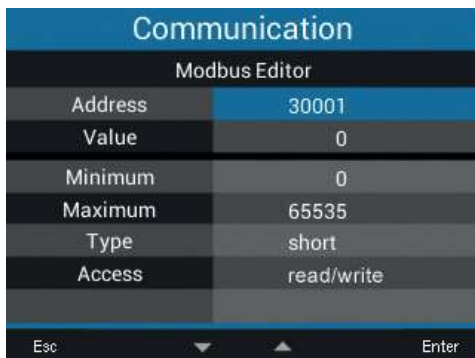 Communication
Modbus Editor
Address 30001
Value 0
Minimum 0
Maximum 65535
Type short
Access read/write
Esc Enter